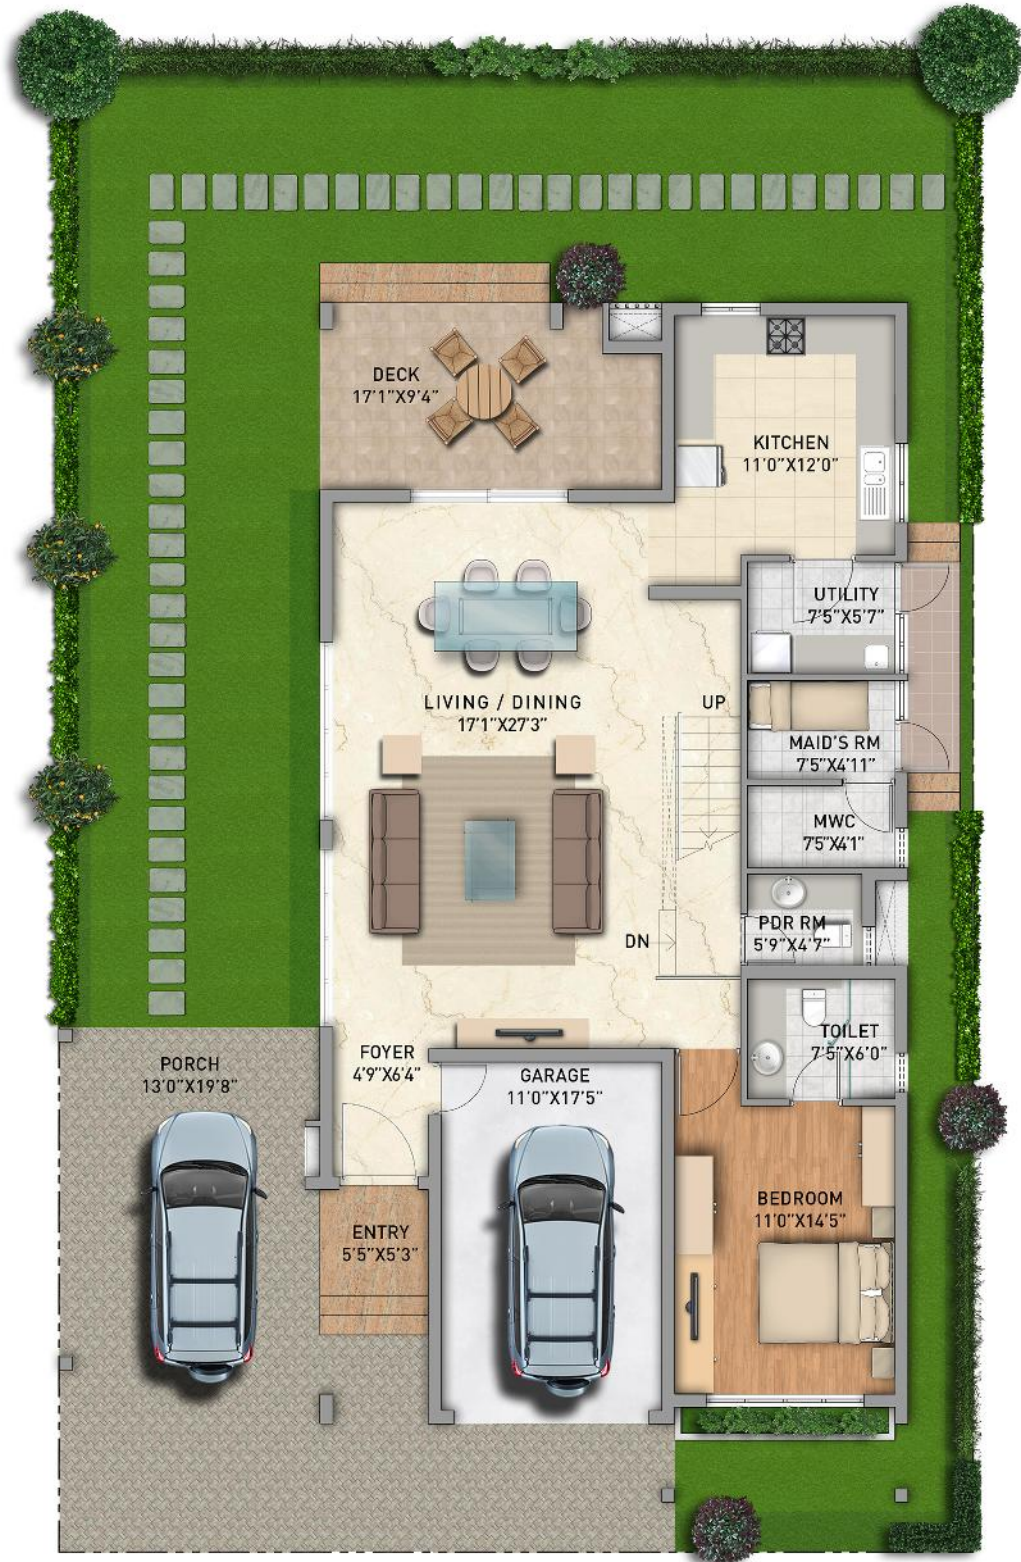 DECK
17'1"X9'4"
KITCHEN
11'0"X12'0"
UTILITY
7'5"X5'7"
LIVING / DINING
17'1"X27'3"
UP
MAID'S RM
7'5"X4'11"
MWC
7'5"X4'1"
PDR RM
5'9"X4'7"
DN
TOILET
7'5"X6'0"
FOYER
4'9"X6'4"
PORCH
13'0"X19'8"
GARAGE
11'0"X17'5"
BEDROOM
11'0"X14'5"
ENTRY
5'5"X5'3"